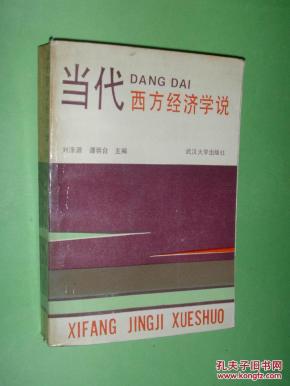 当代
DANG DAI
西方经济学说
刘涤源 谭崇台 主编
武汉大学出版社
XIFANG JINGJI XUESHUO
孔夫子旧书网